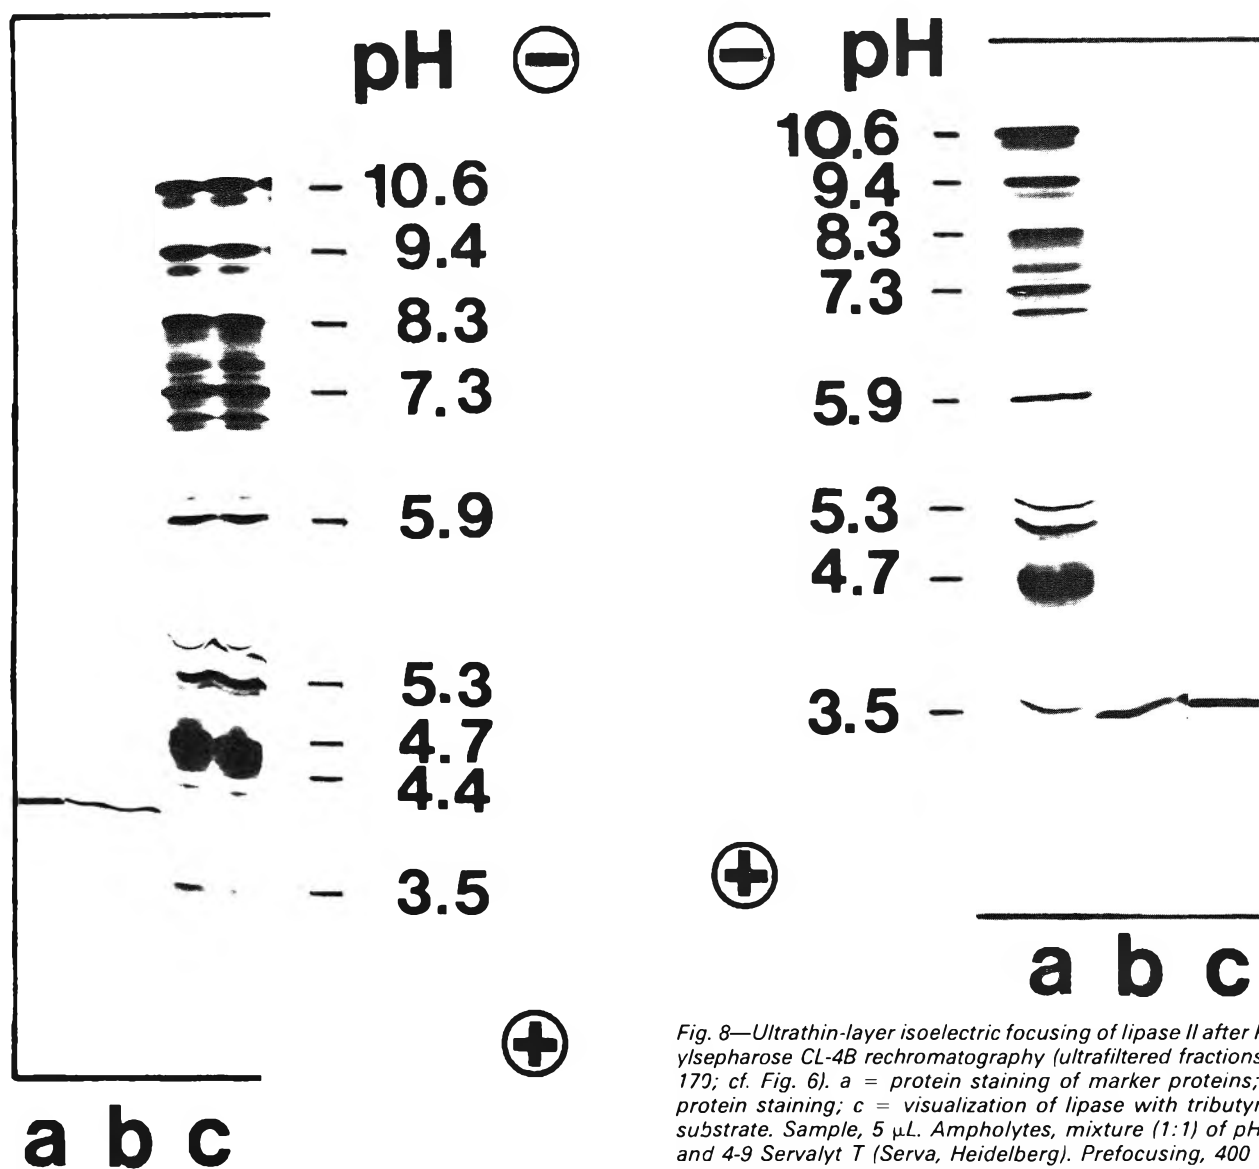 pH
10.6
9.4
8.3
7.3
5.9
5.3
4.7
4.4
3.5
a b c
pH
10.6
9.4
8.3
7.3
5.9
5.3
4.7
3.5
a b c
Fig. 8—Ultrathin-layer isoelectric focusing of lipase II after
ylsepharose CL-4B rechromatography (ultrafiltered fractions
170; cf. Fig. 6). a = protein staining of marker proteins;
protein staining; c = visualization of lipase with tributyr
substrate. Sample, 5 μL. Ampholytes, mixture (1:1) of pH
and 4-9 Servalyt T (Serva, Heidelberg). Prefocusing, 400